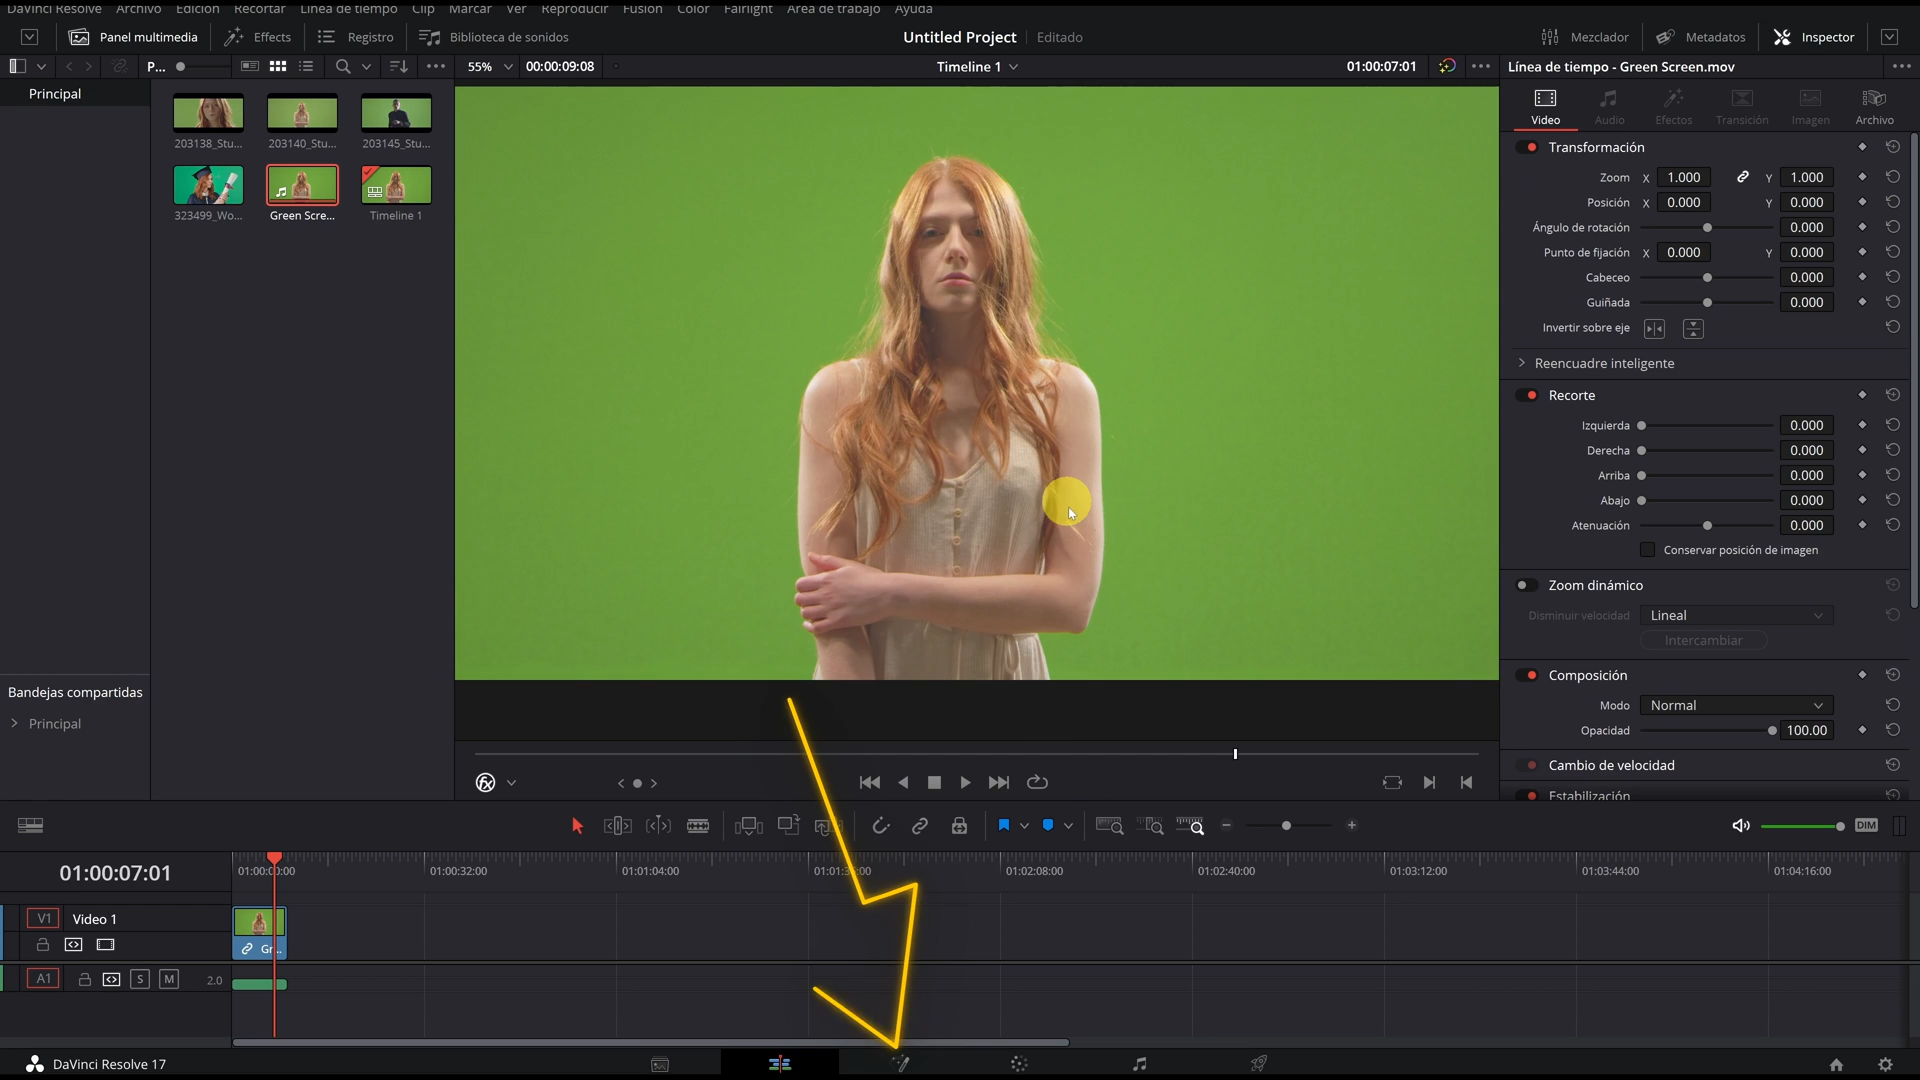 DaVinci Resolve Archivo Edición Recortar Línea de tiempo Clip Marcar Ver Reproducir Fusion Color Fairlight Área de trabajo Ayuda
Panel multimedia Effects Registro Biblioteca de sonidos Untitled Project Editado Mezclador Metadatos Inspector
P... 55% 00:00:09:08 Timeline 1 01:00:07:01 Línea de tiempo - Green Screen.mov
Principal
203138_Stu... 203140_Stu... 203145_Stu...
323499_Wo... Green Scre... Timeline 1
Bandejas compartidas
Principal
Video Audio Efectos Transición Imagen Archivo
Transformación
Zoom X 1.000 Y 1.000
Posición X 0.000 Y 0.000
Ángulo de rotación 0.000
Punto de fijación X 0.000 Y 0.000
Cabeceo 0.000
Guiñada 0.000
Invertir sobre eje
Reencuadre inteligente
Recorte
Izquierda 0.000
Derecha 0.000
Arriba 0.000
Abajo 0.000
Atenuación 0.000
Conservar posición de imagen
Zoom dinámico
Disminuir velocidad Lineal
Intercambiar
Composición
Modo Normal
Opacidad 100.00
Cambio de velocidad
Estabilización
DIM
01:00:07:01 01:00:00:00 01:00:32:00 01:01:04:00 01:02:08:00 01:02:40:00 01:03:12:00 01:03:44:00 01:04:16:00
V1 Video 1
Gr...
A1 S M 2.0
DaVinci Resolve 17